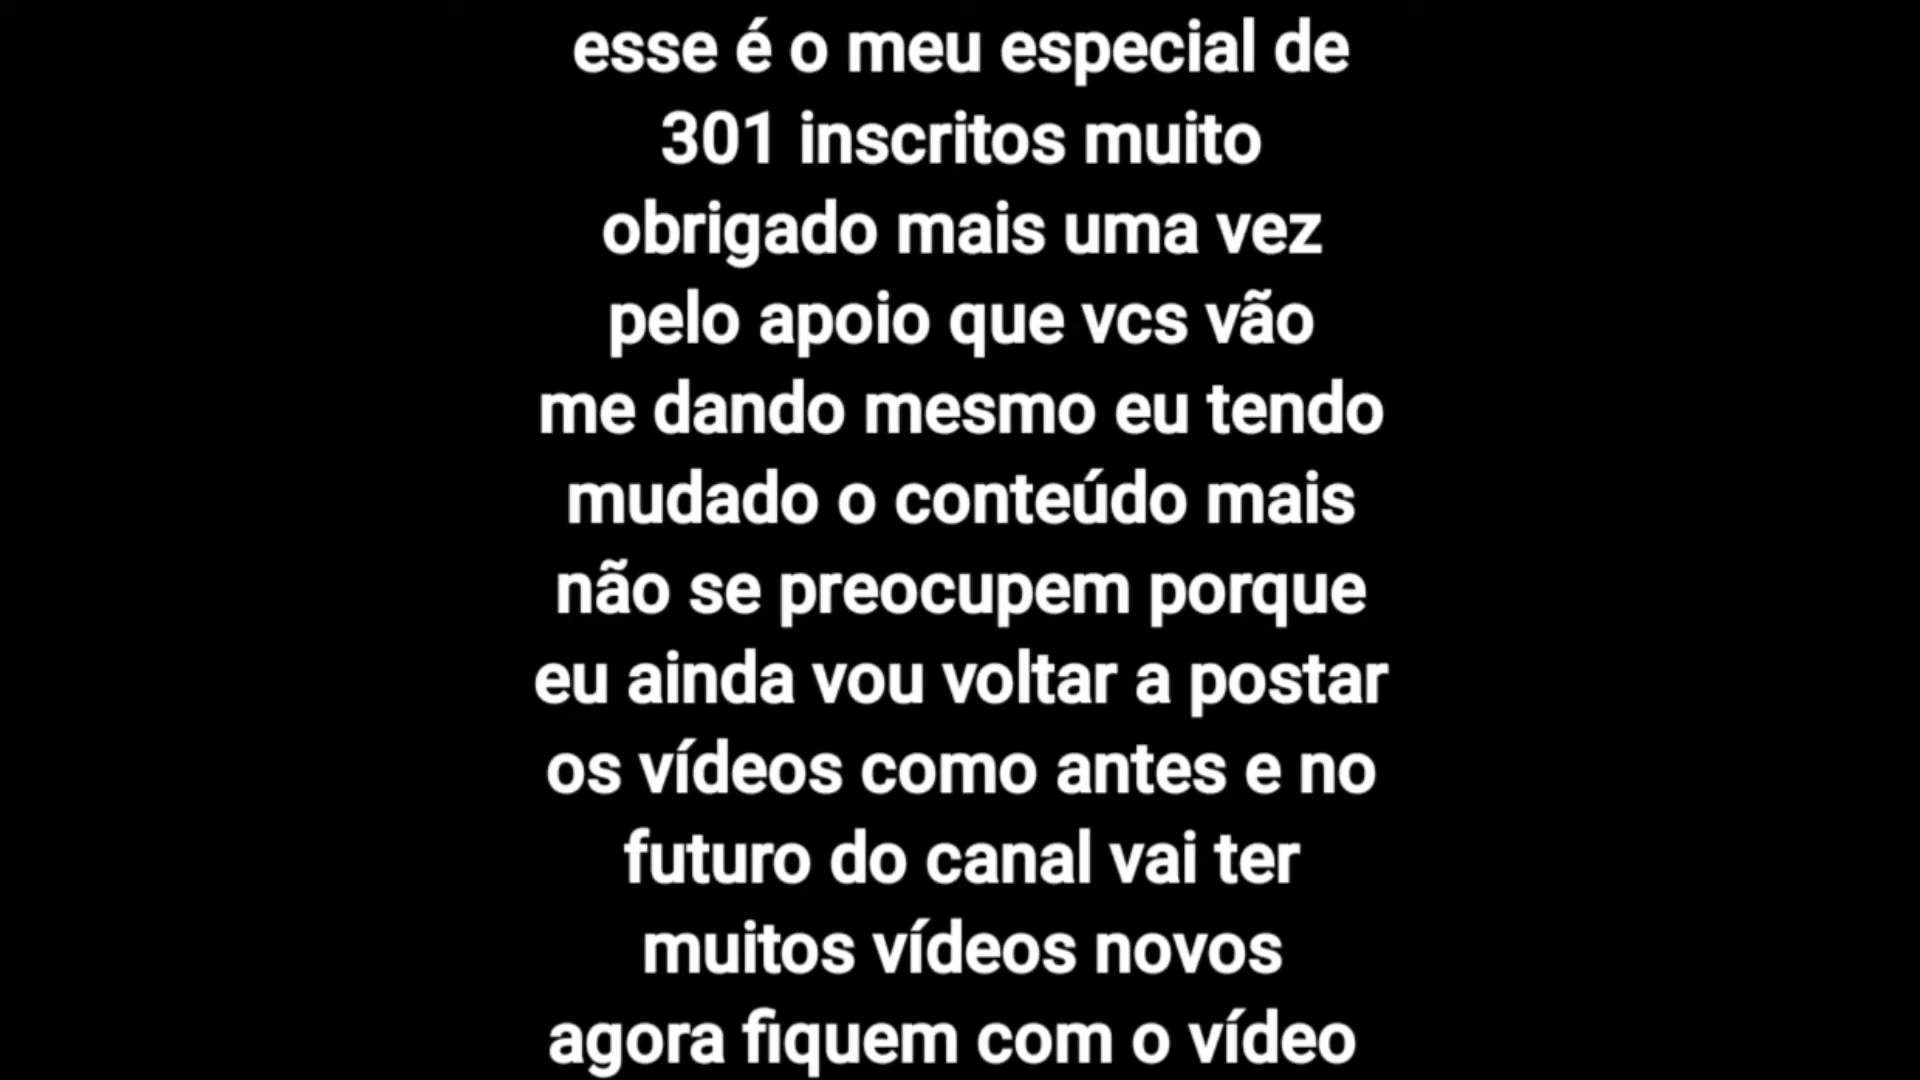 esse é o meu especial de
301 inscritos muito
obrigado mais uma vez
pelo apoio que vcs vão
me dando mesmo eu tendo
mudado o conteúdo mais
não se preocupem porque
eu ainda vou voltar a postar
os vídeos como antes e no
futuro do canal vai ter
muitos vídeos novos
agora fiquem com o vídeo